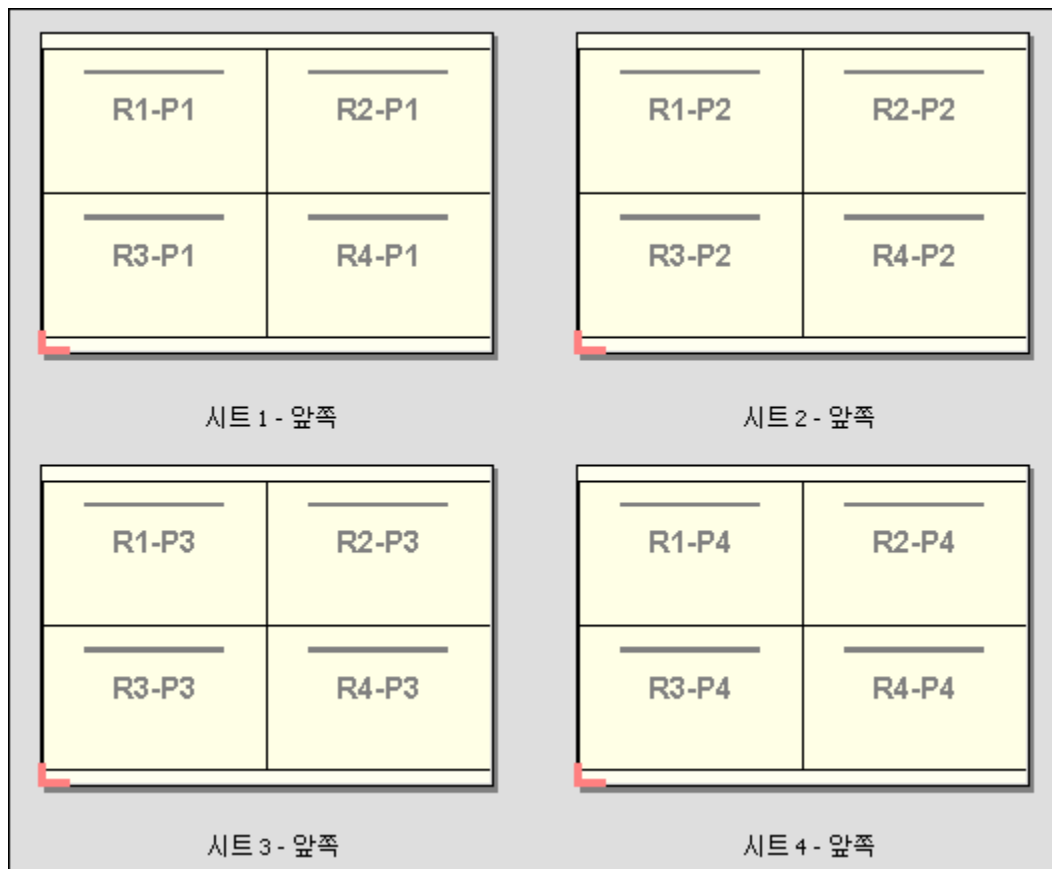 R1-P1 R2-P1
R3-P1 R4-P1
시트 1 - 앞쪽
R1-P2 R2-P2
R3-P2 R4-P2
시트 2 - 앞쪽
R1-P3 R2-P3
R3-P3 R4-P3
시트 3 - 앞쪽
R1-P4 R2-P4
R3-P4 R4-P4
시트 4 - 앞쪽